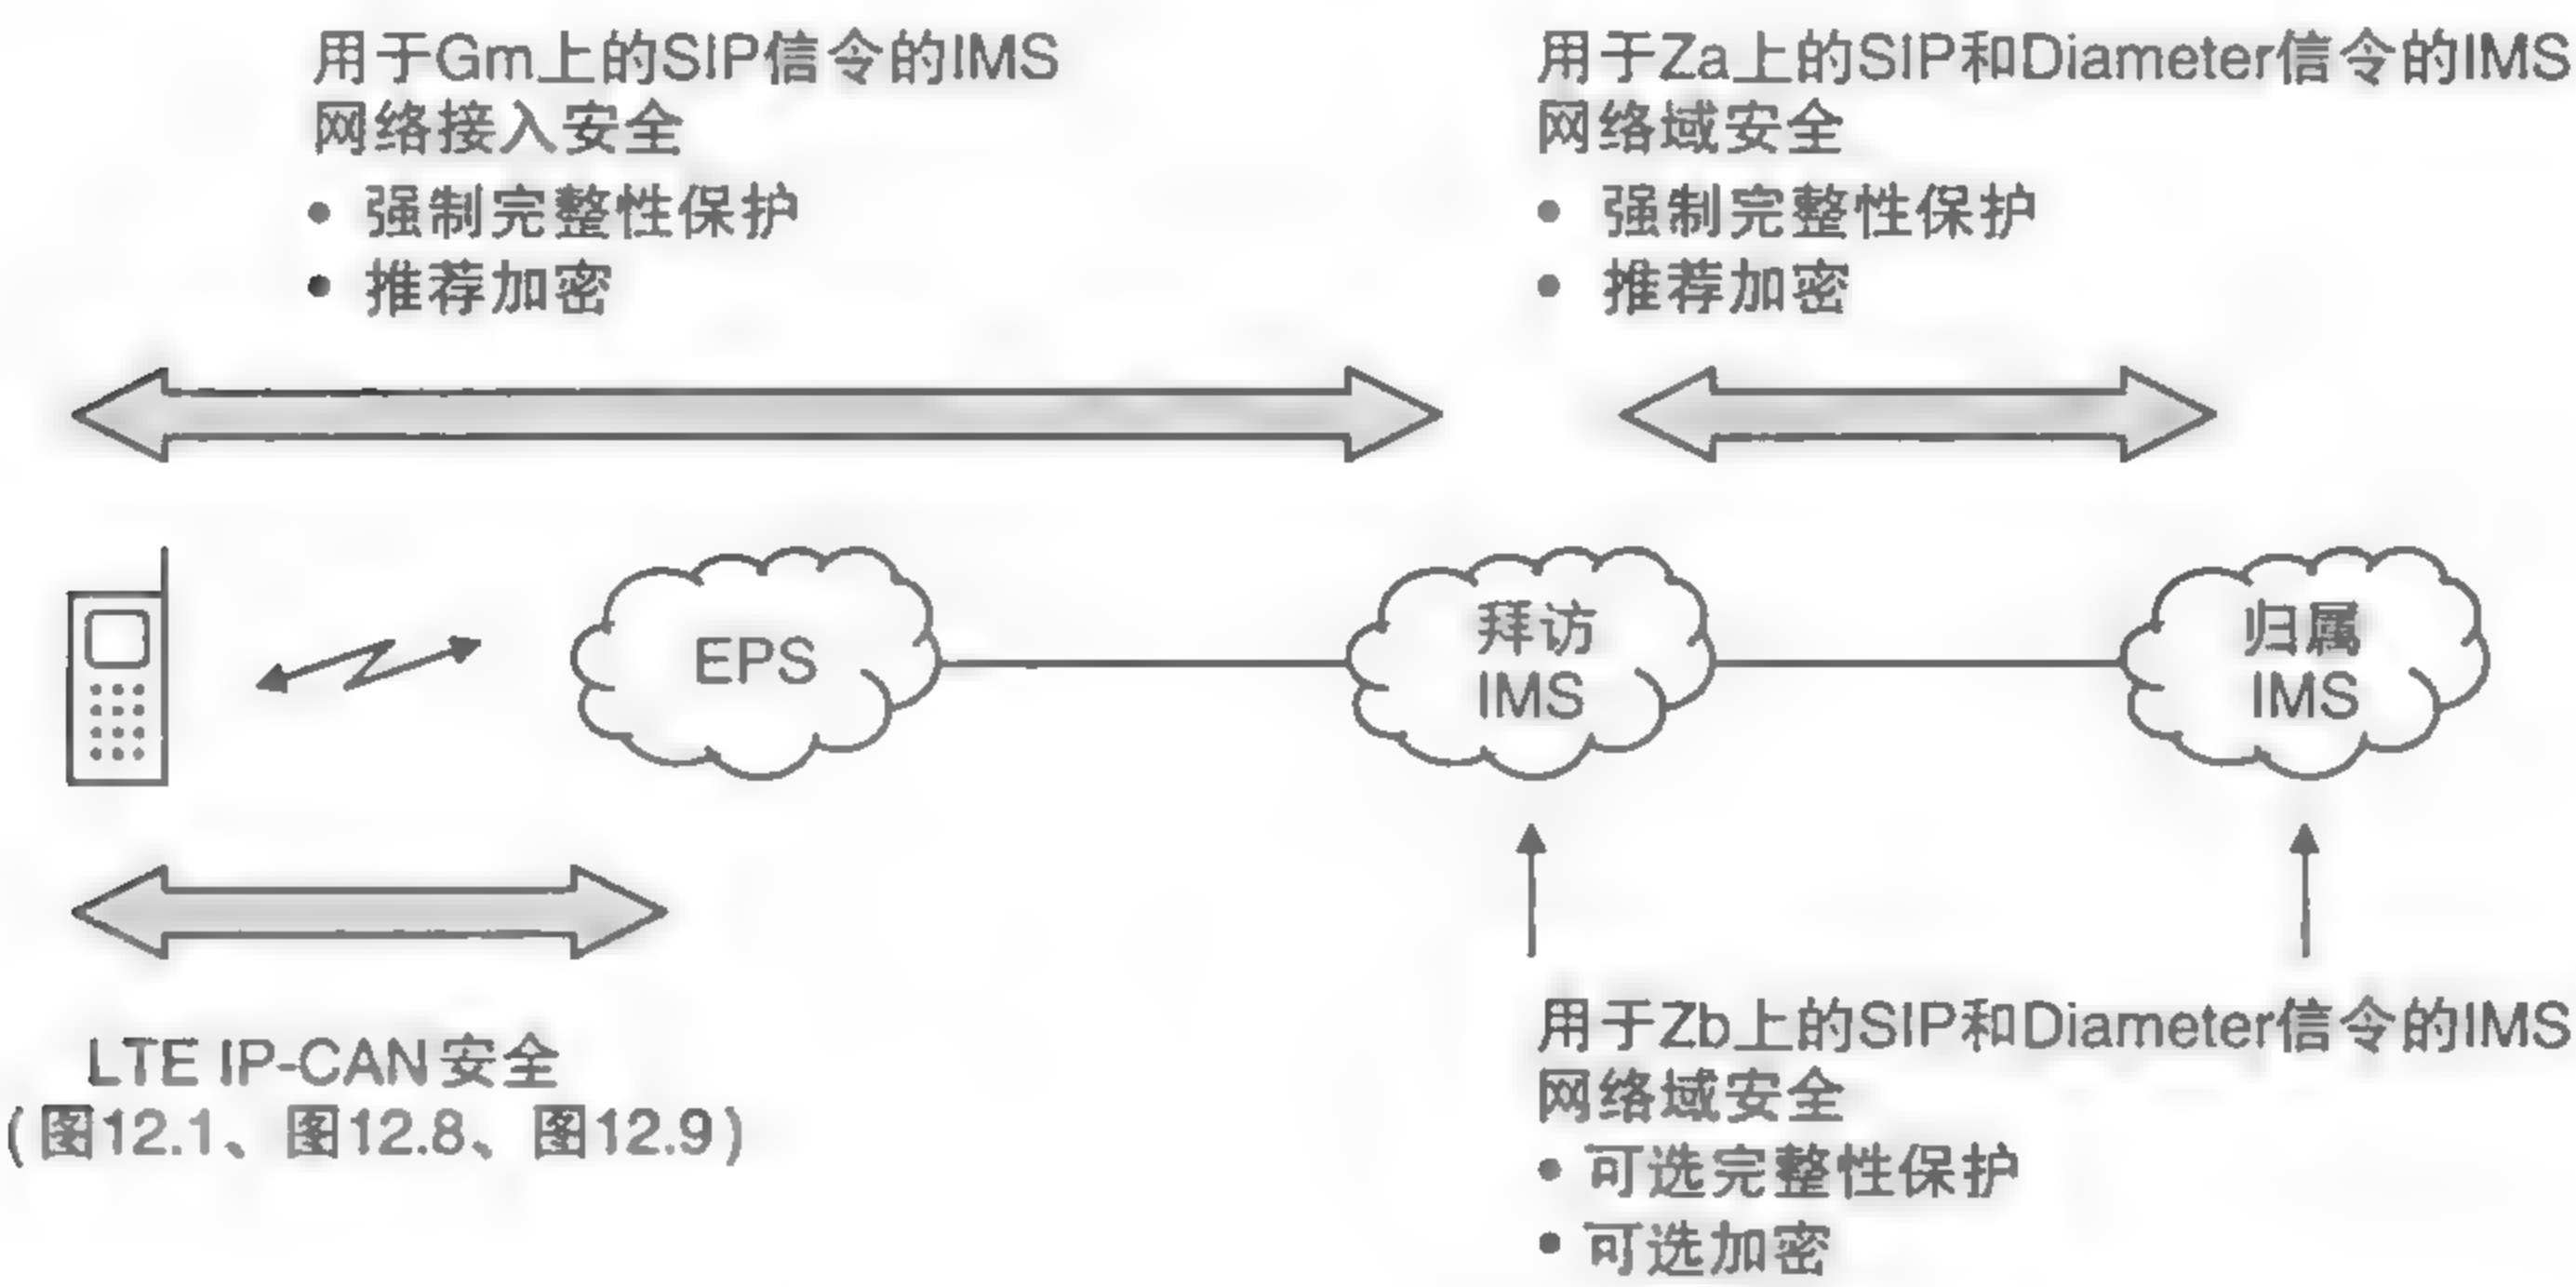 用于Gm上的SIP信令的IMS
网络接入安全
• 强制完整性保护
• 推荐加密
用于Za上的SIP和Diameter信令的IMS
网络域安全
• 强制完整性保护
• 推荐加密
EPS
拜访
IMS
归属
IMS
LTE IP-CAN安全
(图12.1、图12.8、图12.9)
用于Zb上的SIP和Diameter信令的IMS
网络域安全
• 可选完整性保护
• 可选加密